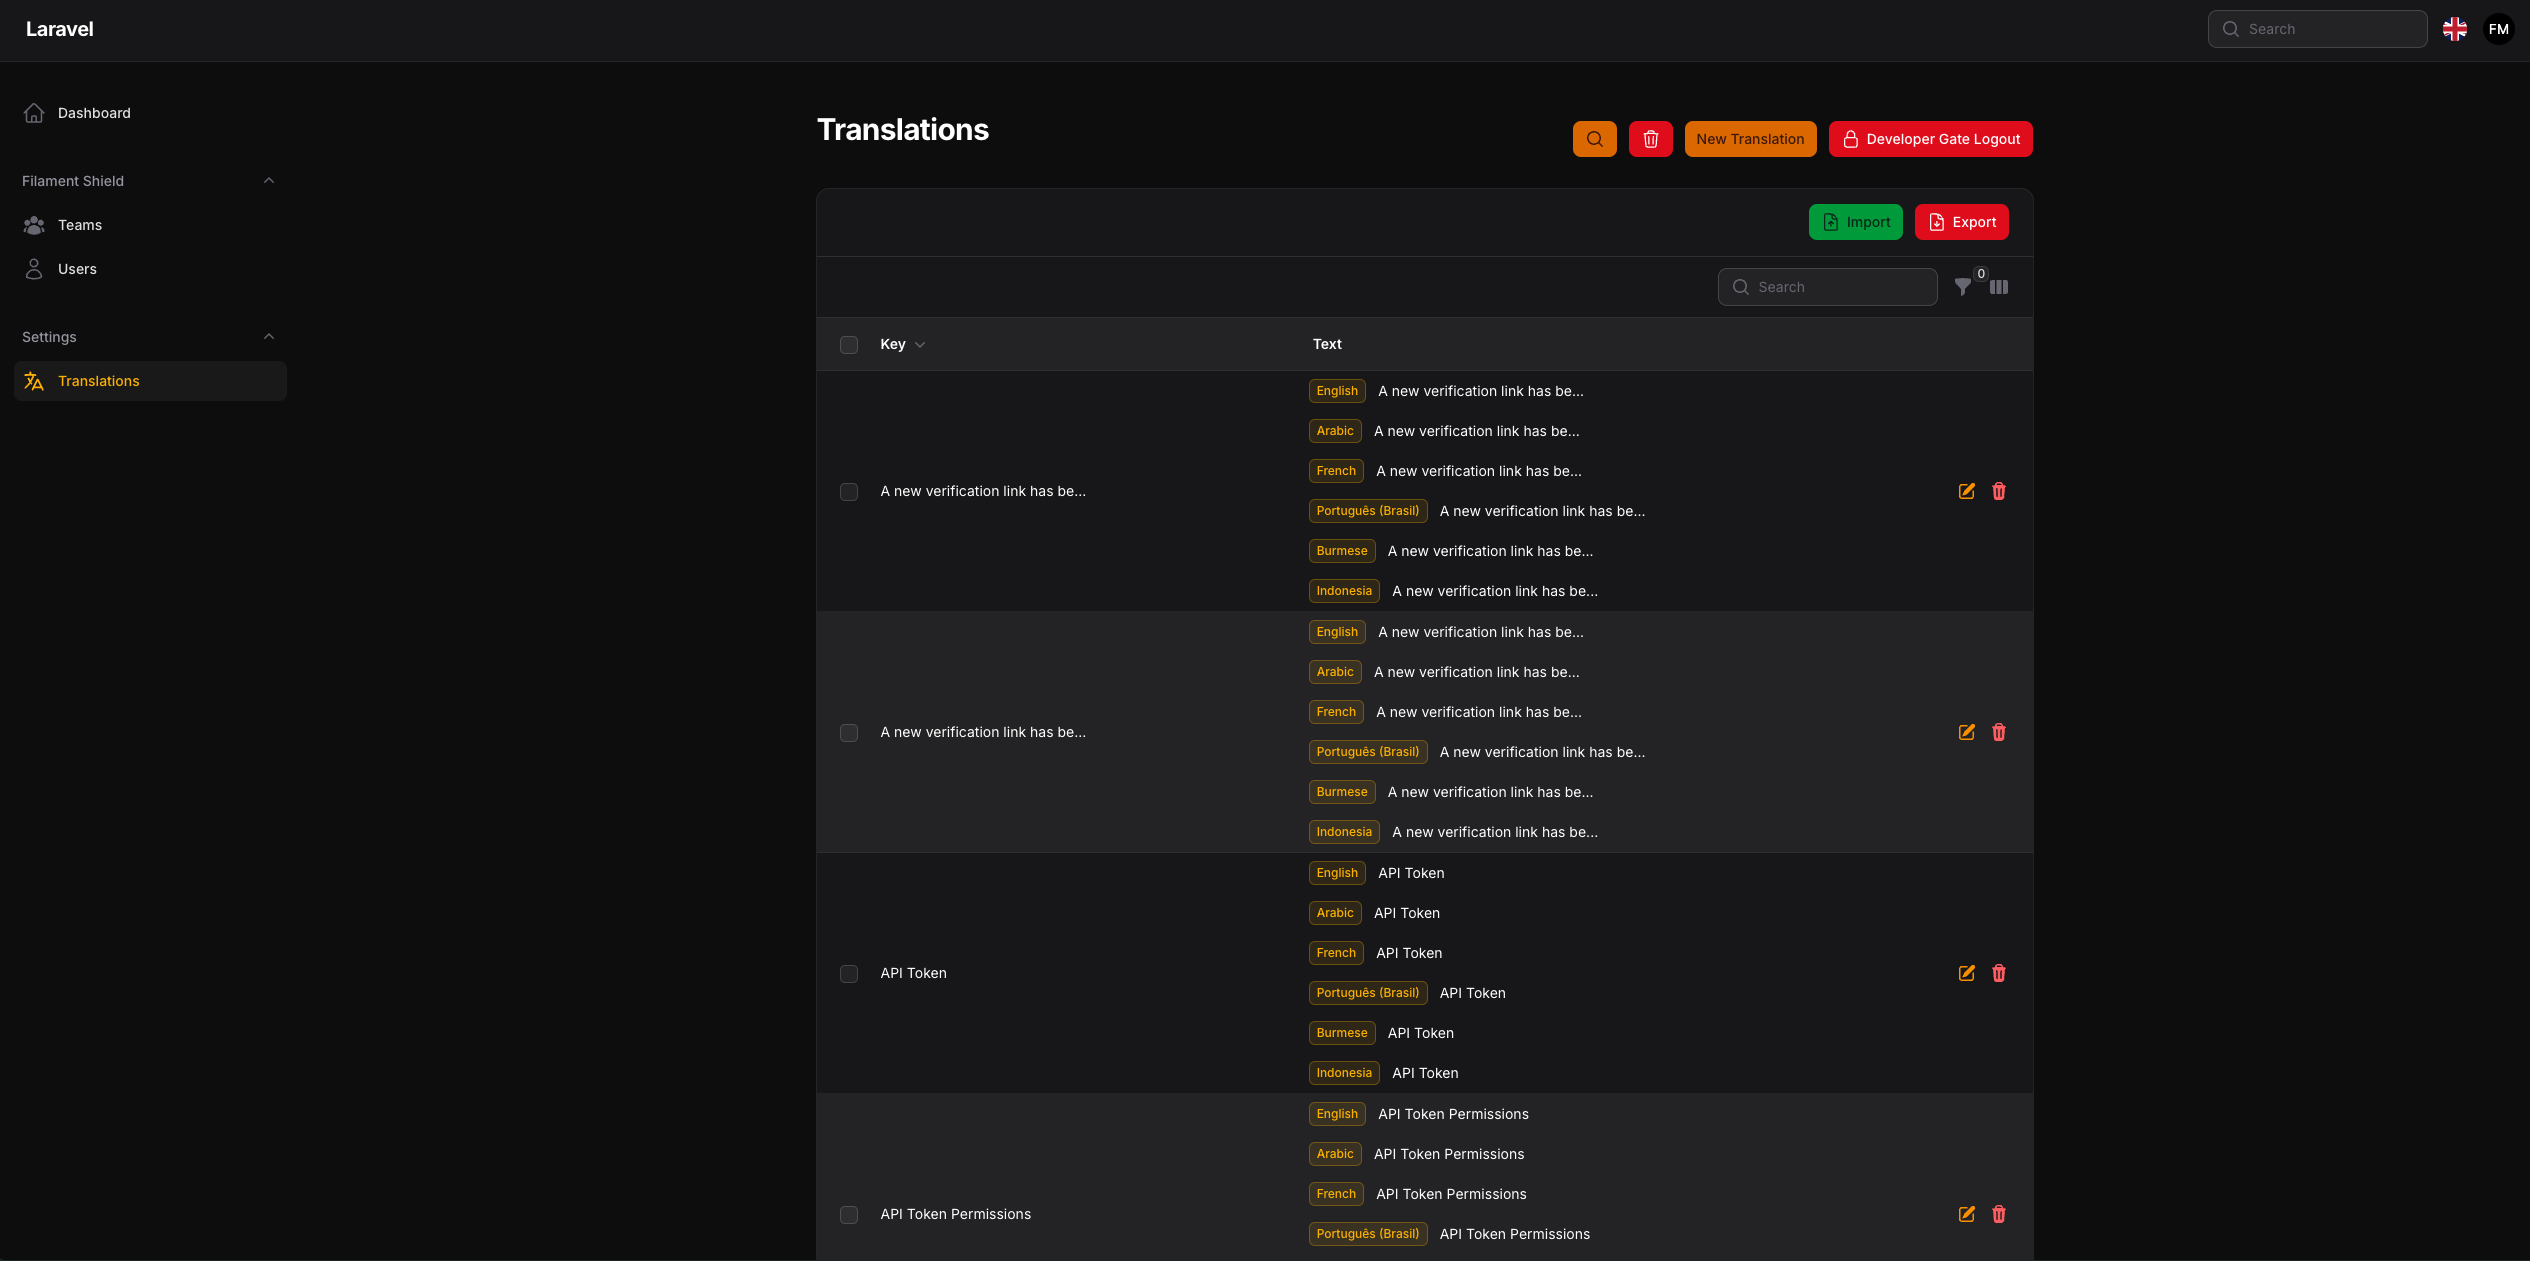 Laravel
Search
FM
Dashboard
Filament Shield
Teams
Users
Settings
Translations
Translations
New Translation
Developer Gate Logout
Import
Export
Search
0
Key
Text
A new verification link has be...
English A new verification link has be...
Arabic A new verification link has be...
French A new verification link has be...
Português (Brasil) A new verification link has be...
Burmese A new verification link has be...
Indonesia A new verification link has be...
A new verification link has be...
English A new verification link has be...
Arabic A new verification link has be...
French A new verification link has be...
Português (Brasil) A new verification link has be...
Burmese A new verification link has be...
Indonesia A new verification link has be...
API Token
English API Token
Arabic API Token
French API Token
Português (Brasil) API Token
Burmese API Token
Indonesia API Token
API Token Permissions
English API Token Permissions
Arabic API Token Permissions
French API Token Permissions
Português (Brasil) API Token Permissions